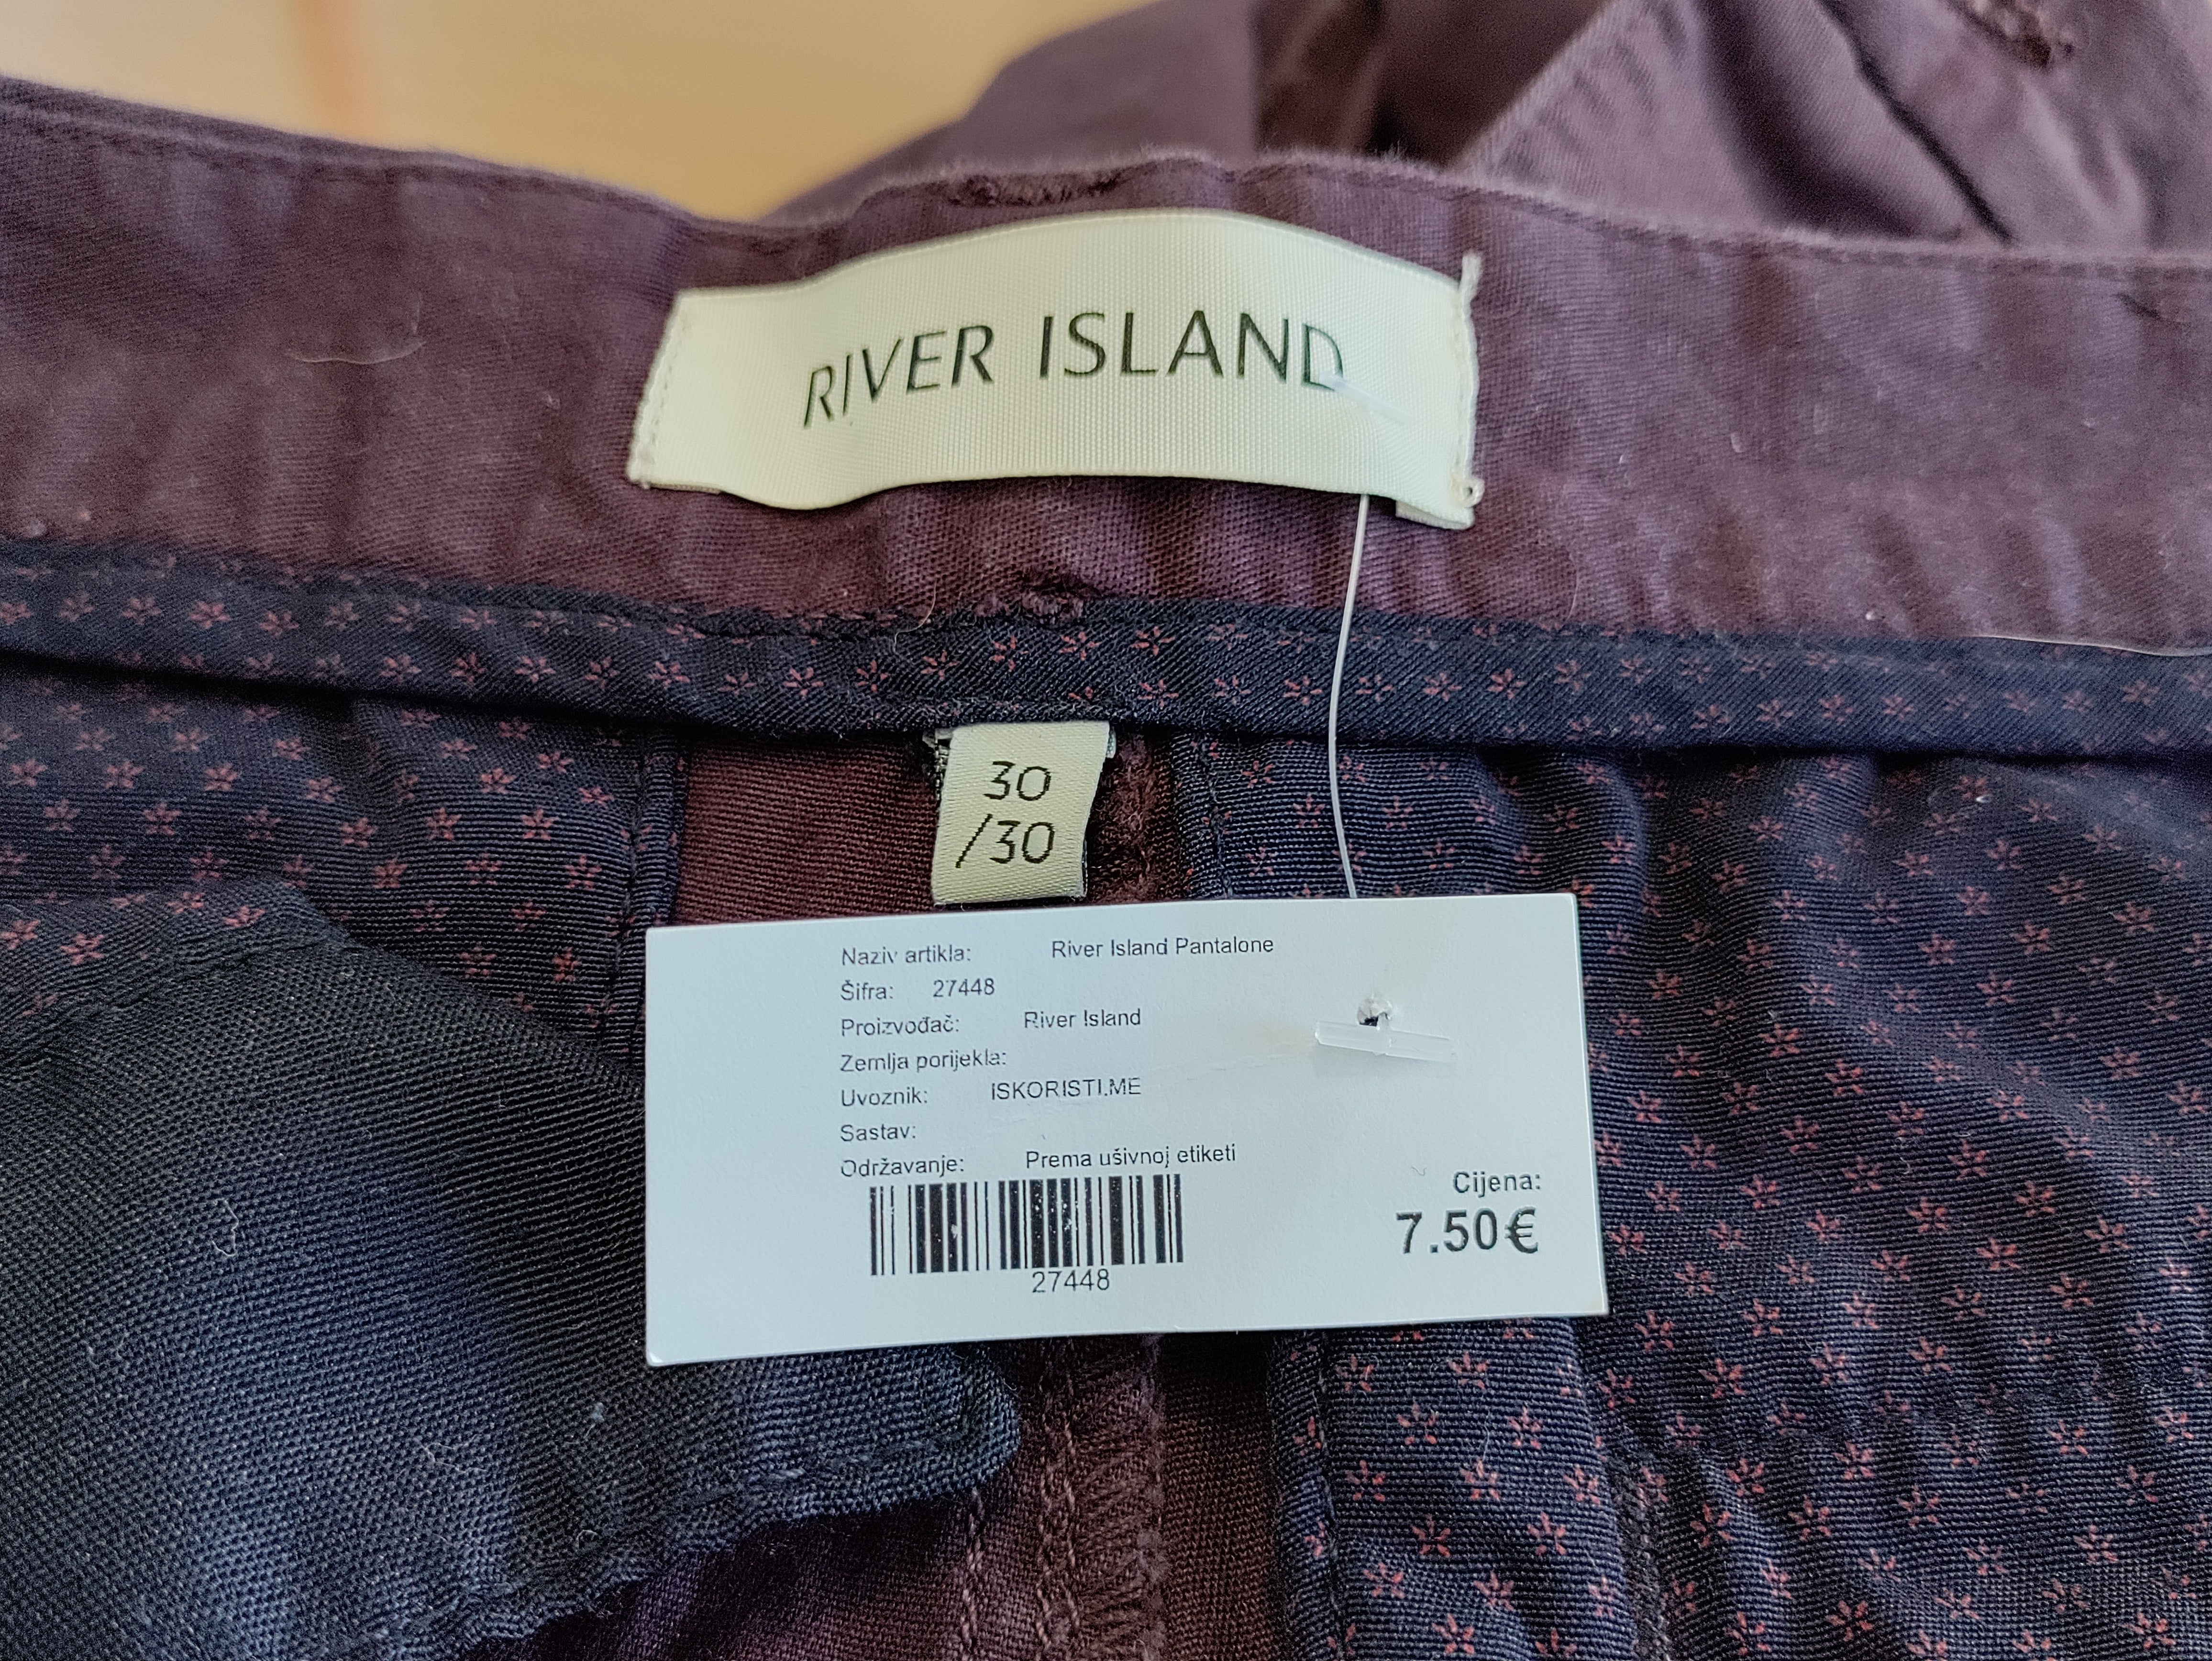 RIVER ISLAND
30
/30
Naziv artikla: River Island Pantalone
Šifra: 27448
Proizvođač: River Island
Zemlja porijekla:
Uvoznik: ISKORISTI.ME
Sastav:
Održavanje: Prema ušivnoj etiketi
27448
Cijena:
7.50€